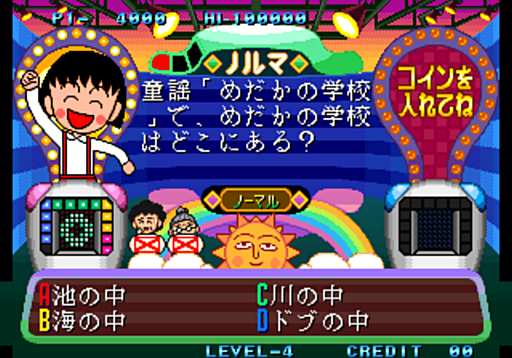 P1= 4000 HI-100000
ノルマ
コインを
入れてね
童謡「めだかの学校
」で、めだかの学校
はどこにある？
ノーマル
A池の中
C川の中
B海の中
Dドブの中
LEVEL-4 CREDIT 00